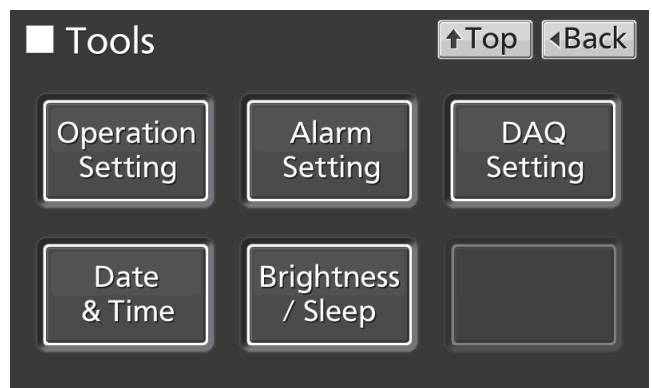 Tools
Top
Back
Operation
Setting
Alarm
Setting
DAQ
Setting
Date
& Time
Brightness
/ Sleep